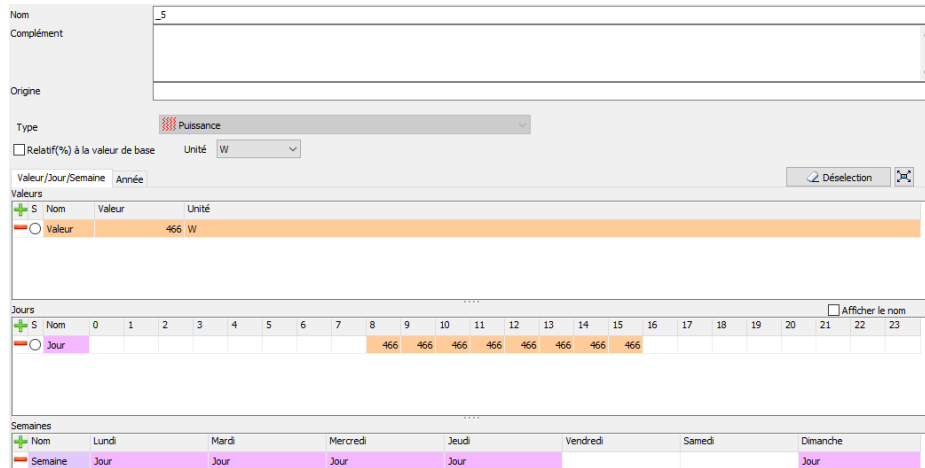 Nom _5
Complément
Origine
Type Puissance
Relatif(%) à la valeur de base Unité W
Valeur/Jour/Semaine Année Déselection
Valeurs
S Nom Valeur Unité
Valeur 466 W
Jours Afficher le nom
S Nom 0 1 2 3 4 5 6 7 8 9 10 11 12 13 14 15 16 17 18 19 20 21 22 23
Jour 466 466 466 466 466 466 466 466
Semaines
Nom Lundi Mardi Mercredi Jeudi Vendredi Samedi Dimanche
Semaine Jour Jour Jour Jour Jour